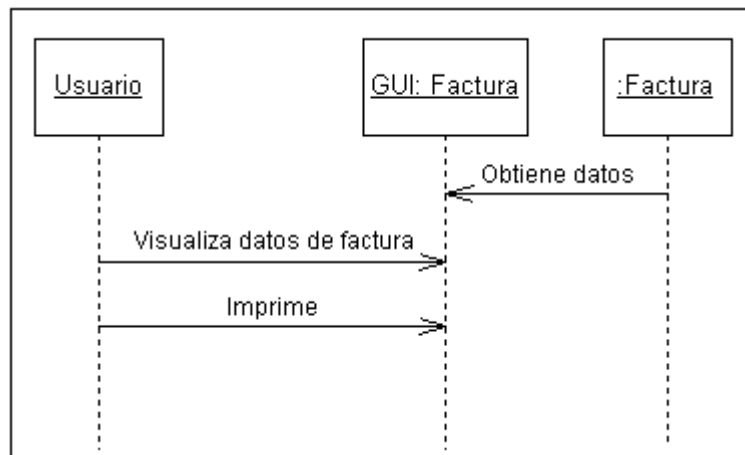 Usuario
GUI: Factura
:Factura
Obtiene datos
Visualiza datos de factura
Imprime